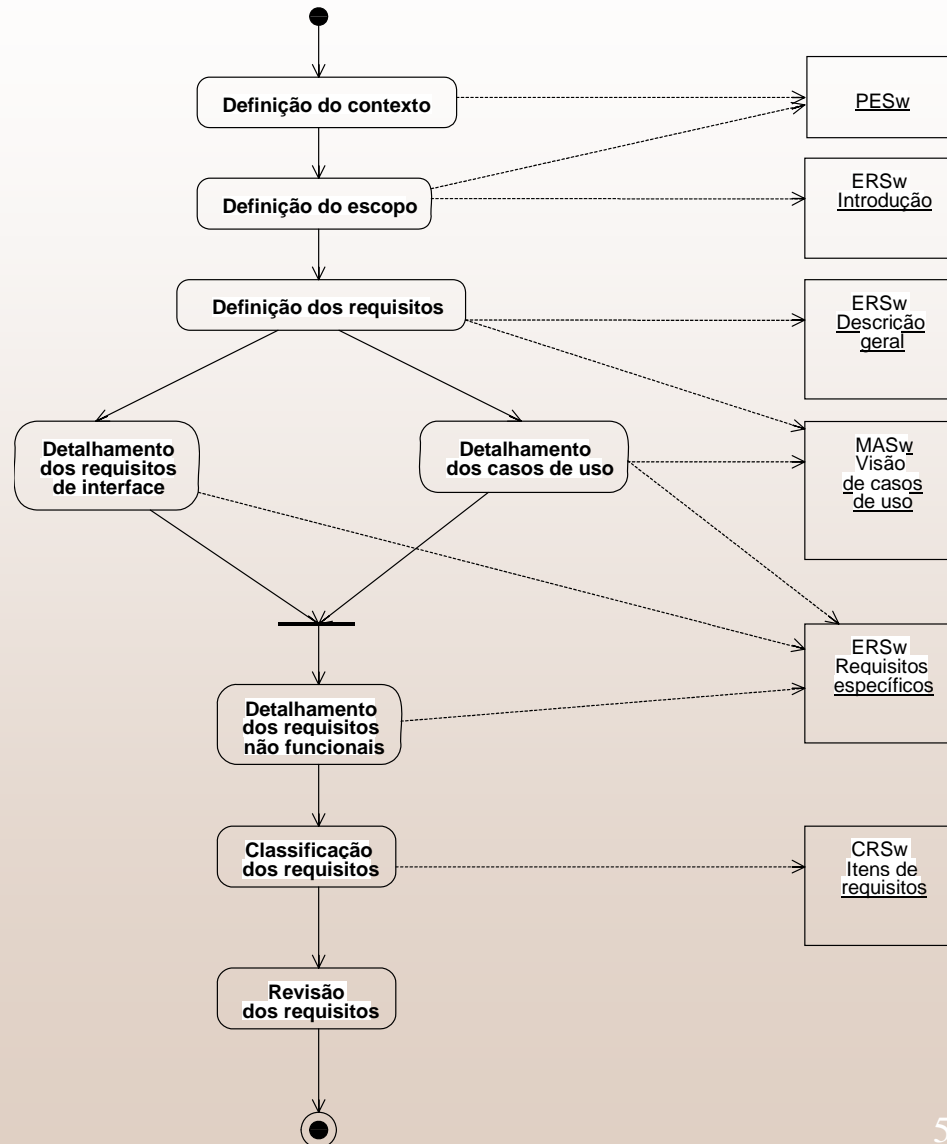 Definição do contexto
PESw
Definição do escopo
ERSw
Introdução
Definição dos requisitos
ERSw
Descrição
geral
Detalhamento
dos requisitos
de interface
Detalhamento
dos casos de uso
MASw
Visão
de casos
de uso
ERSw
Requisitos
específicos
Detalhamento
dos requisitos
não funcionais
Classificação
dos requisitos
CRSw
Itens de
requisitos
Revisão
dos requisitos
5